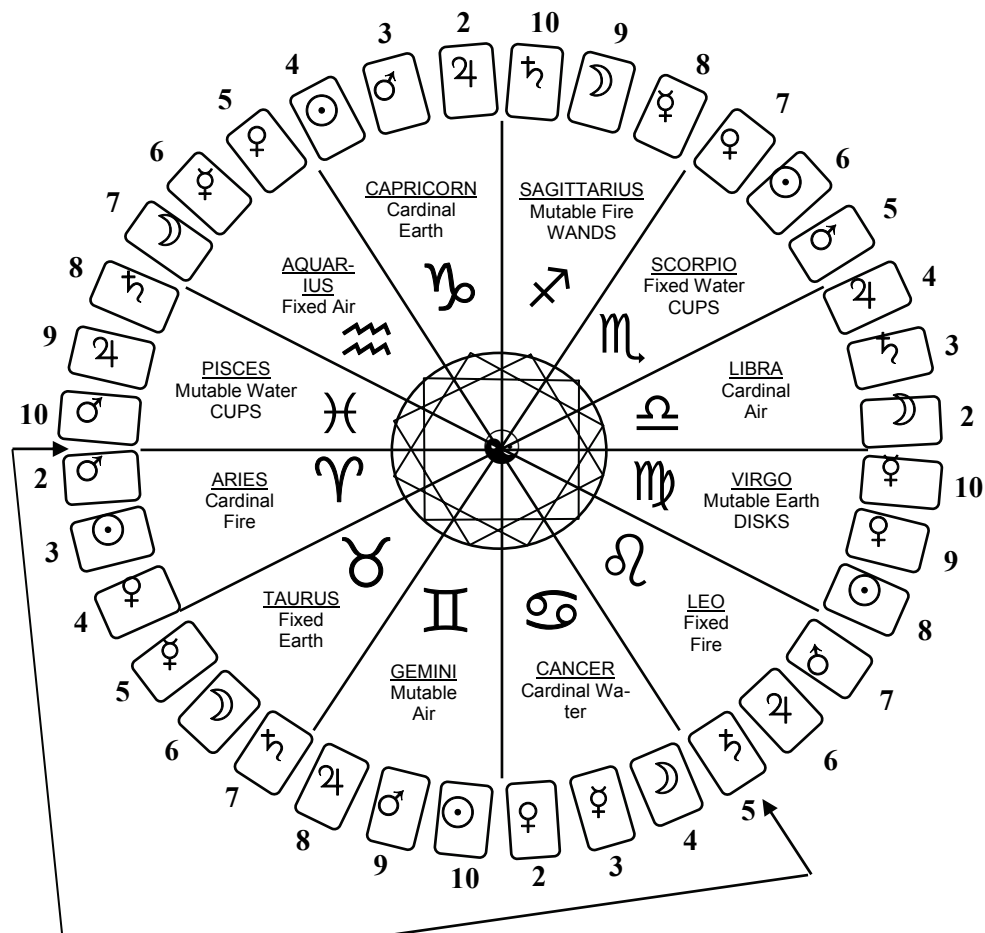 3 2 10 9
4 8
5 7
6 6
7 5
8 4
9 3
10 2
2 10
3 9
4 8
5 7
6 6
7 5
8 4
9 10 2 3
CAPRICORN
Cardinal
Earth
SAGITTARIUS
Mutable Fire
WANDS
AQUAR-
IUS
Fixed Air
SCORPIO
Fixed Water
CUPS
PISCES
Mutable Water
CUPS
LIBRA
Cardinal
Air
ARIES
Cardinal
Fire
VIRGO
Mutable Earth
DISKS
TAURUS
Fixed
Earth
LEO
Fixed
Fire
GEMINI
Mutable
Air
CANCER
Cardinal Wa-
ter